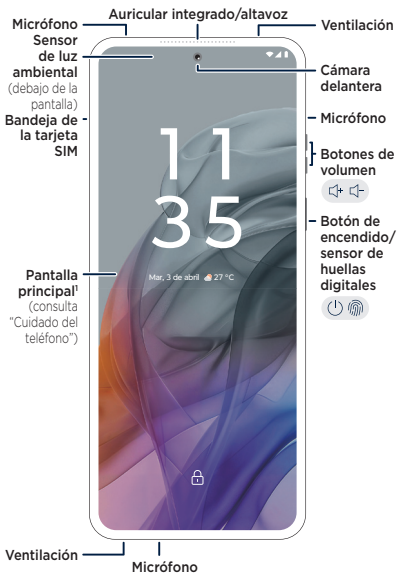 Auricular integrado/altavoz
Micrófono
Sensor
de luz
ambiental
(debajo de la
pantalla)
Bandeja de
la tarjeta
SIM
Pantalla
principal¹
(consulta
“Cuidado del
teléfono”)
Ventilación
Micrófono
Ventilación
Cámara
delantera
Micrófono
Botones de
volumen
Botón de
encendido/
sensor de
huellas
digitales
11
35
Mar, 3 de abril 27 °C